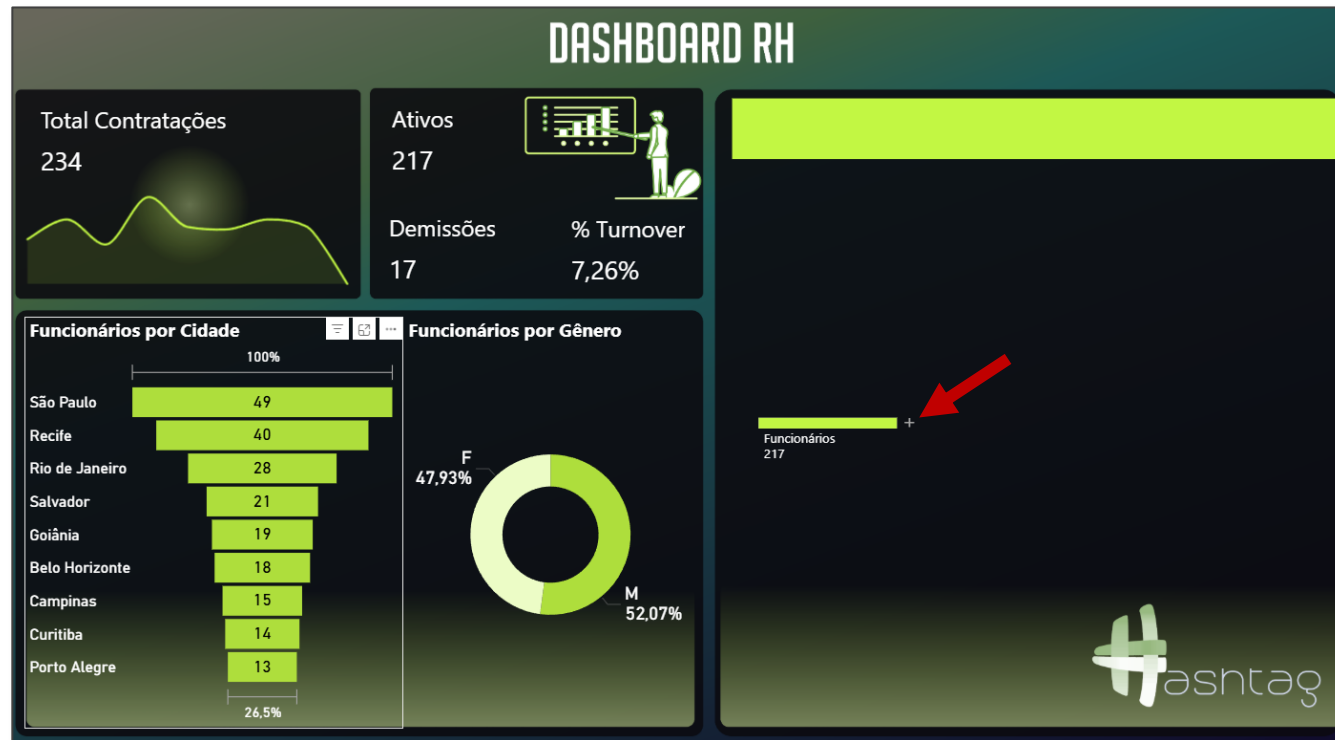 DASHBOARD RH
Total Contratações
234
Ativos
217
Demissões
17
% Turnover
7,26%
Funcionários por Cidade
100%
São Paulo 49
Recife 40
Rio de Janeiro 28
Salvador 21
Goiânia 19
Belo Horizonte 18
Campinas 15
Curitiba 14
Porto Alegre 13
26,5%
Funcionários por Gênero
F
47,93%
M
52,07%
Funcionários
217
Hashtag